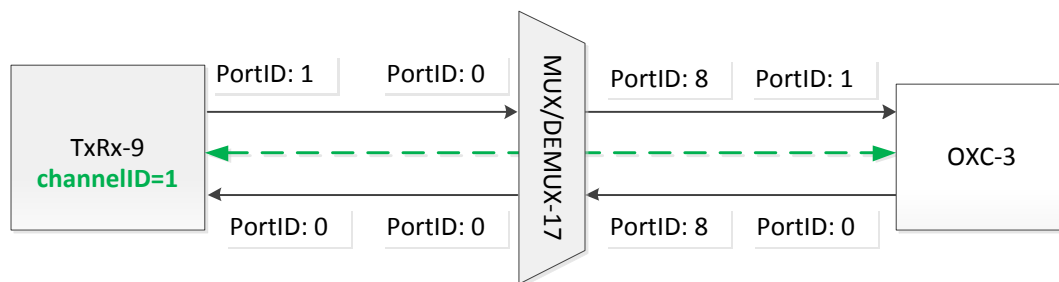 PortID: 1
PortID: 0
PortID: 8
PortID: 1
TxRx-9
channelID=1
MUX/DEMUX-17
OXC-3
PortID: 0
PortID: 0
PortID: 8
PortID: 0